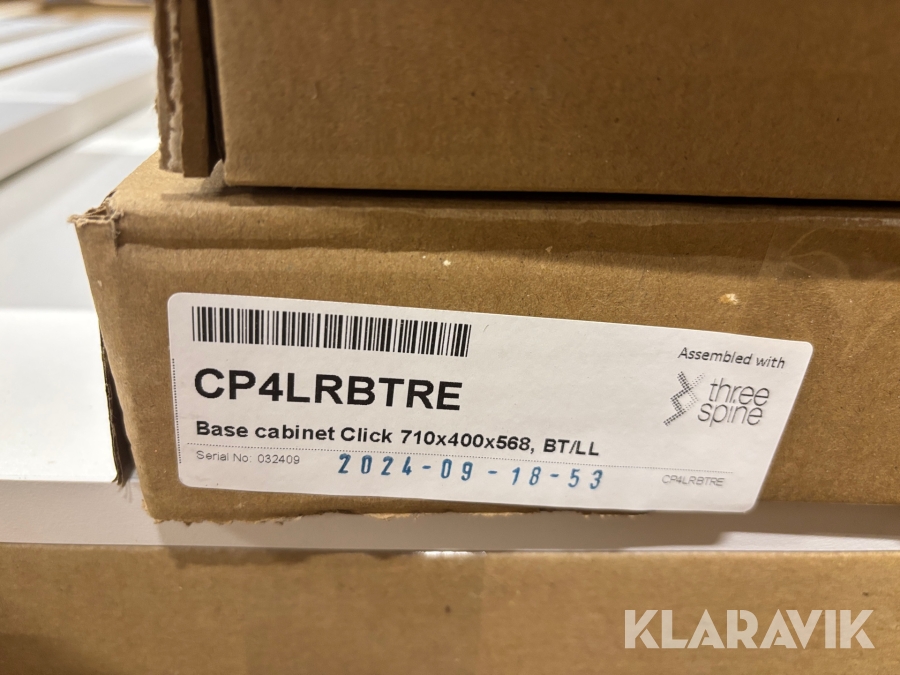 Assembled with
three
spine
CP4LRBTRE
Base cabinet Click 710x400x568, BT/LL
Serial No: 032409
2024-09-18-53
CP4LRBTRE
KLARAVIK